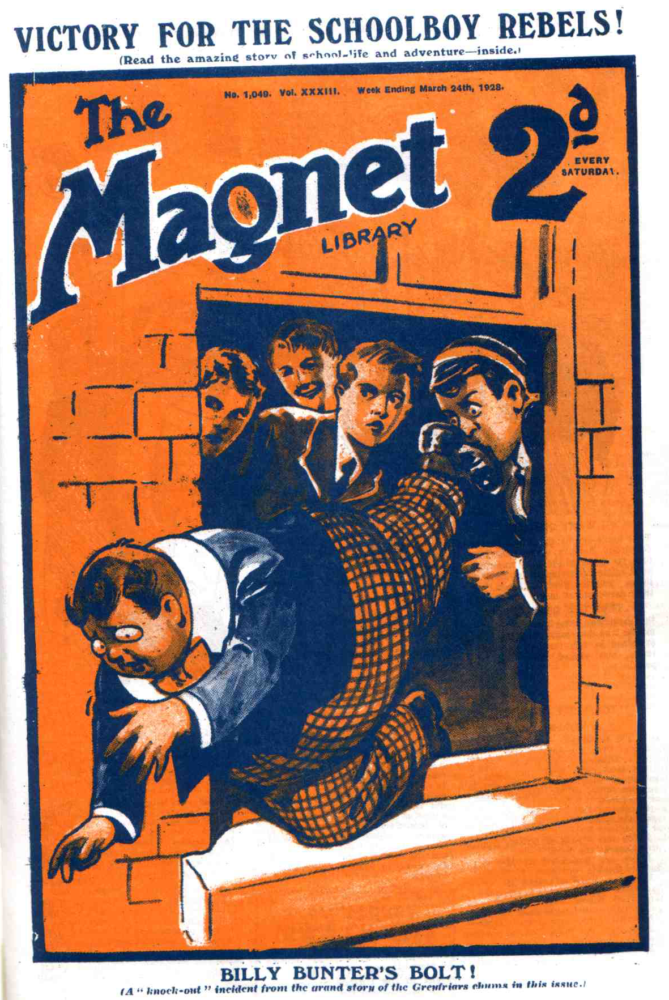 VICTORY FOR THE SCHOOLBOY REBELS!
(Read the amazing story of school-life and adventure—inside.)
No. 1,049. Vol. XXXIII. Week Ending March 24th, 1928.
The
Magnet
LIBRARY
2d
EVERY
SATURDAY.
BILLY BUNTER'S BOLT!
(A "knock-out" incident from the grand story of the Greyfriars chums in this issue.)